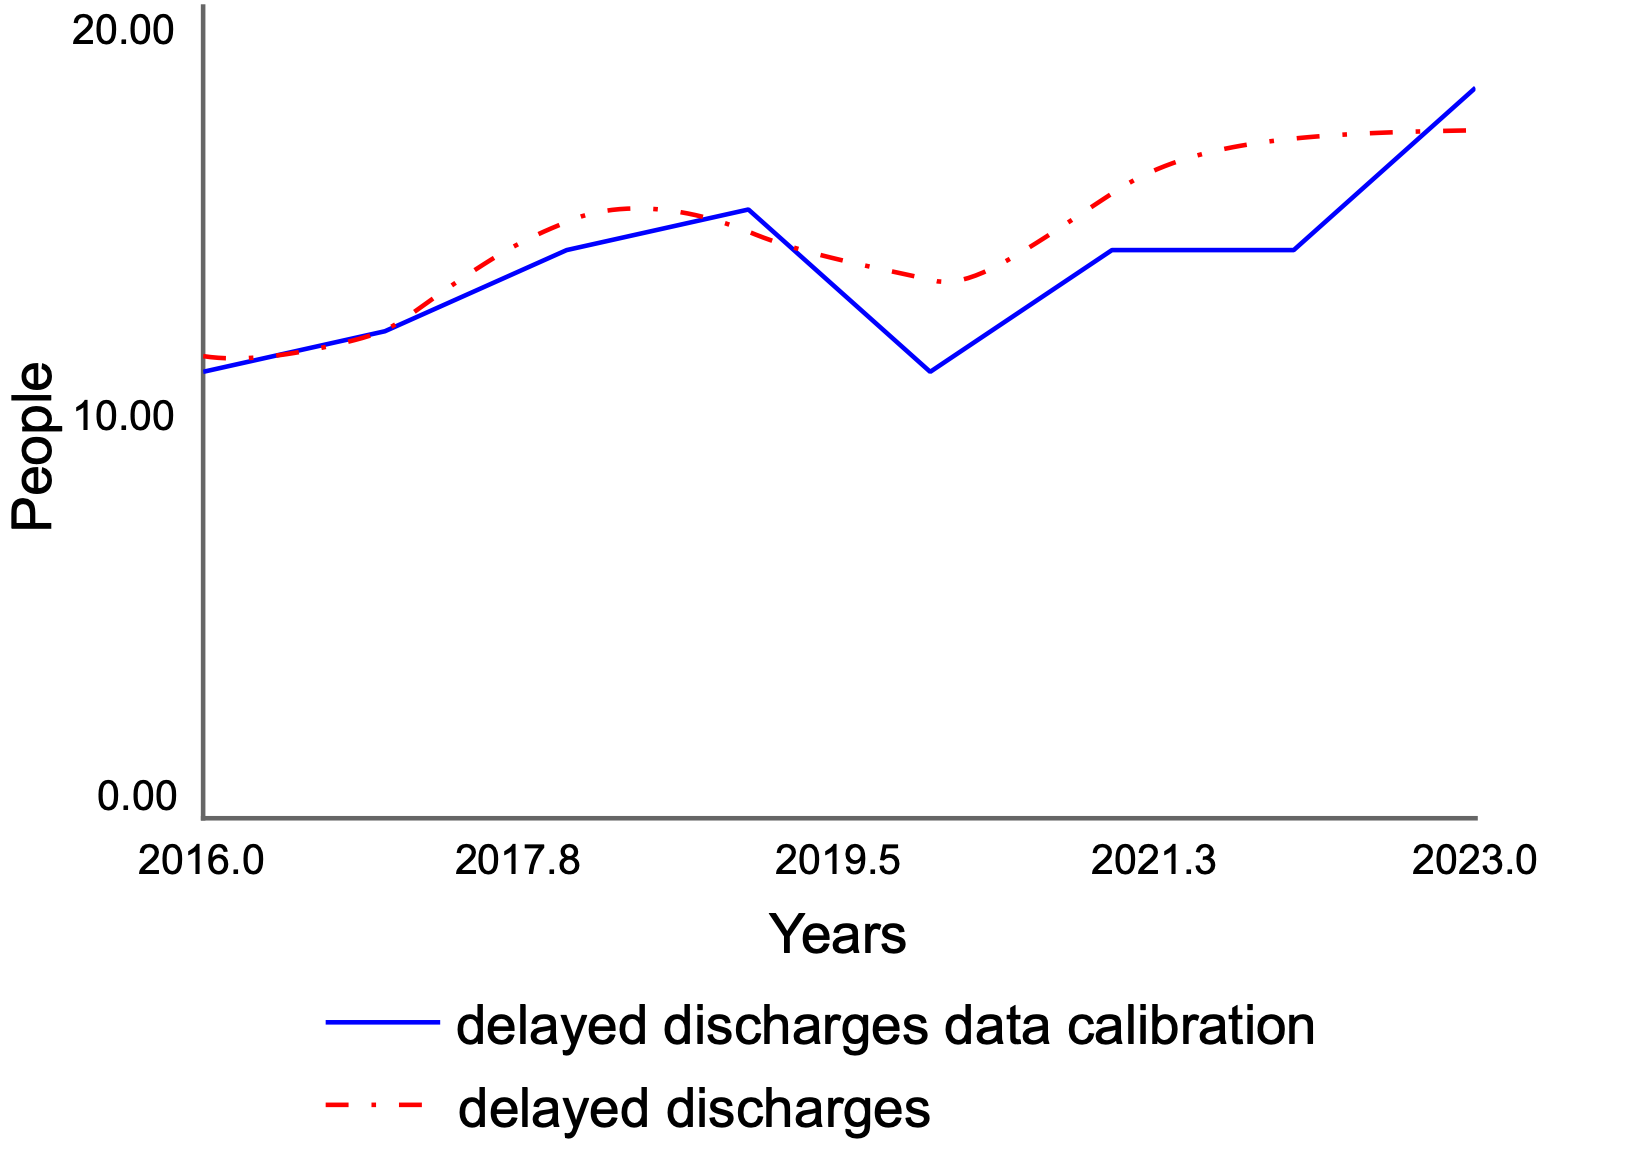 20.00
10.00
0.00
People
2016.0 2017.8 2019.5 2021.3 2023.0
Years
delayed discharges data calibration
delayed discharges